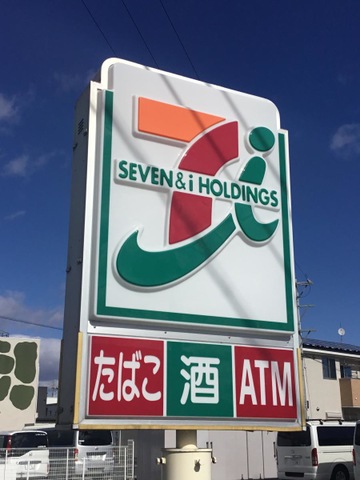 SEVEN & i HOLDINGS
たばこ 酒 ATM